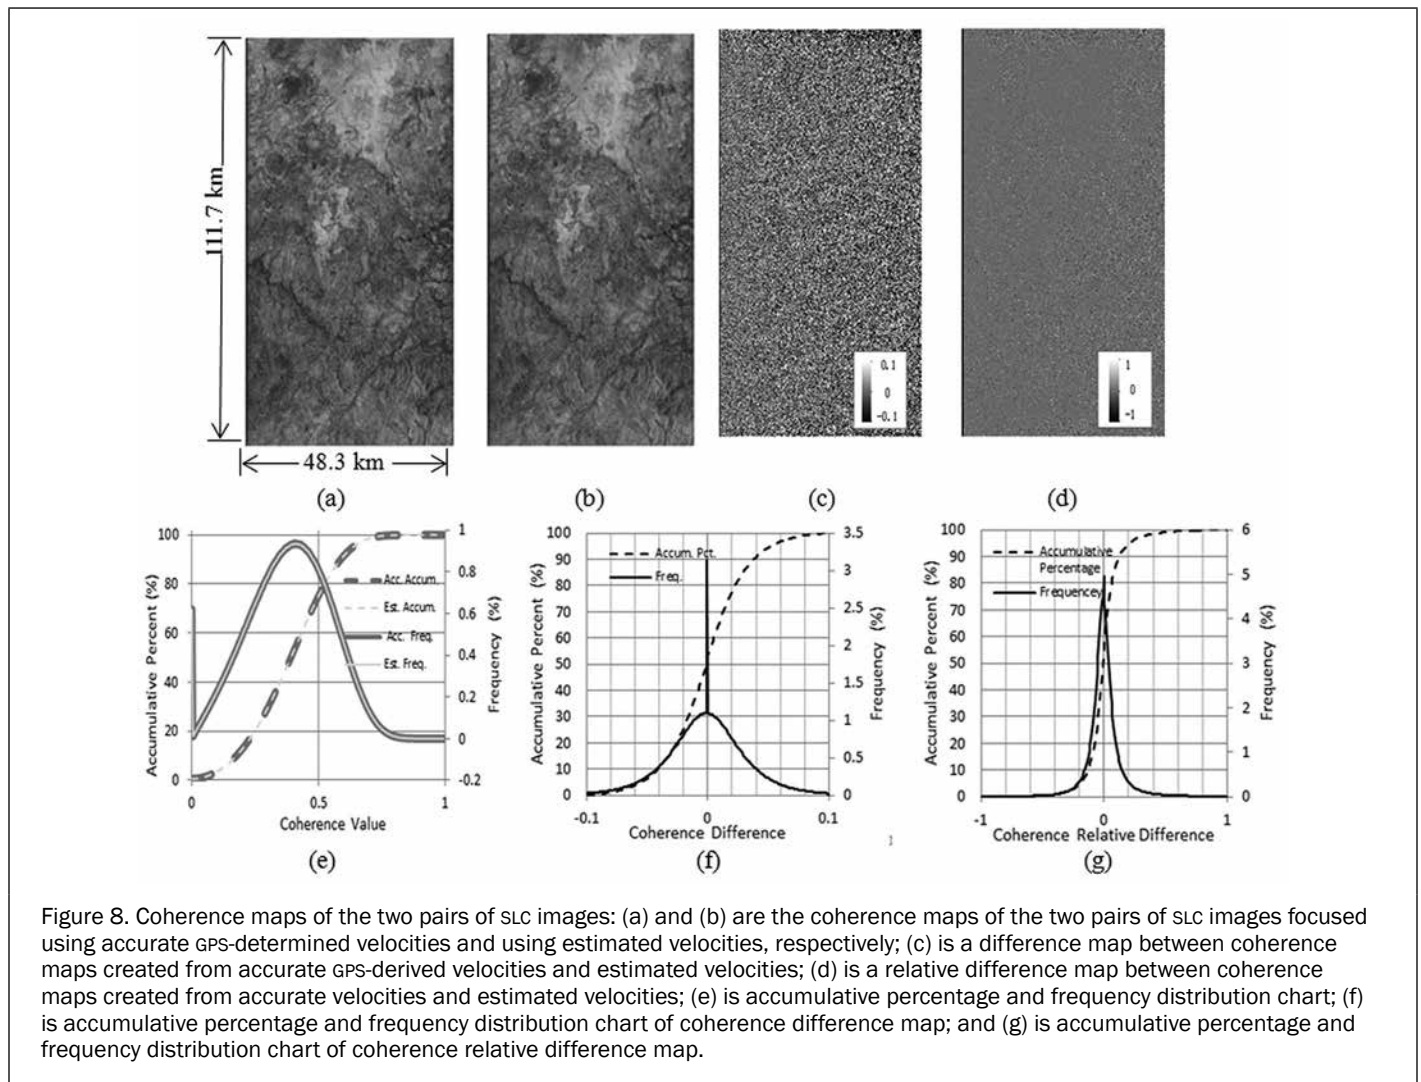 111.7 km
48.3 km
0.1
0
-0.1
1
0
-1
(a)
(b)
(c)
(d)
Accumulative Percent (%)
100
80
60
40
20
0
Acc. Accum.
Est. Accum.
Acc. Freq.
Est. Freq.
1
0.8
0.6
0.4
0.2
0
-0.2
Frequency (%)
0
0.5
1
Coherence Value
(e)
Accumulative Percent (%)
100
90
80
70
60
50
40
30
20
10
0
Accum. Pct.
Freq.
3.5
3
2.5
2
1.5
1
0.5
0
Frequency (%)
-0.1
0
0.1
Coherence Difference
(f)
Accumulative Percent (%)
100
90
80
70
60
50
40
30
20
10
0
Accumulative
Percentage
Frequencey
6
5
4
3
2
1
0
Frequency (%)
-1
0
1
Coherence Relative Difference
(g)
Figure 8. Coherence maps of the two pairs of SLC images: (a) and (b) are the coherence maps of the two pairs of SLC images focused
using accurate GPS-determined velocities and using estimated velocities, respectively; (c) is a difference map between coherence
maps created from accurate GPS-derived velocities and estimated velocities; (d) is a relative difference map between coherence
maps created from accurate velocities and estimated velocities; (e) is accumulative percentage and frequency distribution chart; (f)
is accumulative percentage and frequency distribution chart of coherence difference map; and (g) is accumulative percentage and
frequency distribution chart of coherence relative difference map.